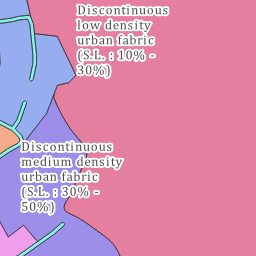 Discontinuous
low density
urban fabric
(S.L. : 10% -
30%)
Discontinuous
medium density
urban fabric
(S.L. : 30% -
50%)